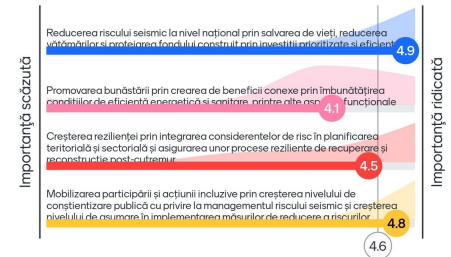 Importanță scăzută
Reducerea riscului seismic la nivel național prin salvarea de vieți, reducerea
vătămărilor și protejarea fondului construit prin investiții prioritizate și eficiente
4.9
Promovarea bunăstării prin crearea de beneficii conexe prin îmbunătățirea
condițiilor de eficiență energetică și sanitare, printre alte aspecte funcționale
4.1
Creșterea rezilienței prin integrarea considerentelor de risc în planificarea
teritorială și sectorială și asigurarea unor procese reziliente de recuperare și
reconstrucție post-cutremur
4.5
Mobilizarea participării și acțiunii incluzive prin creșterea nivelului de
conștientizare publică cu privire la managementul riscului seismic și creșterea
nivelului de asumare în implementarea măsurilor de reducere a riscurilor
4.8
4.6
Importanță ridicată